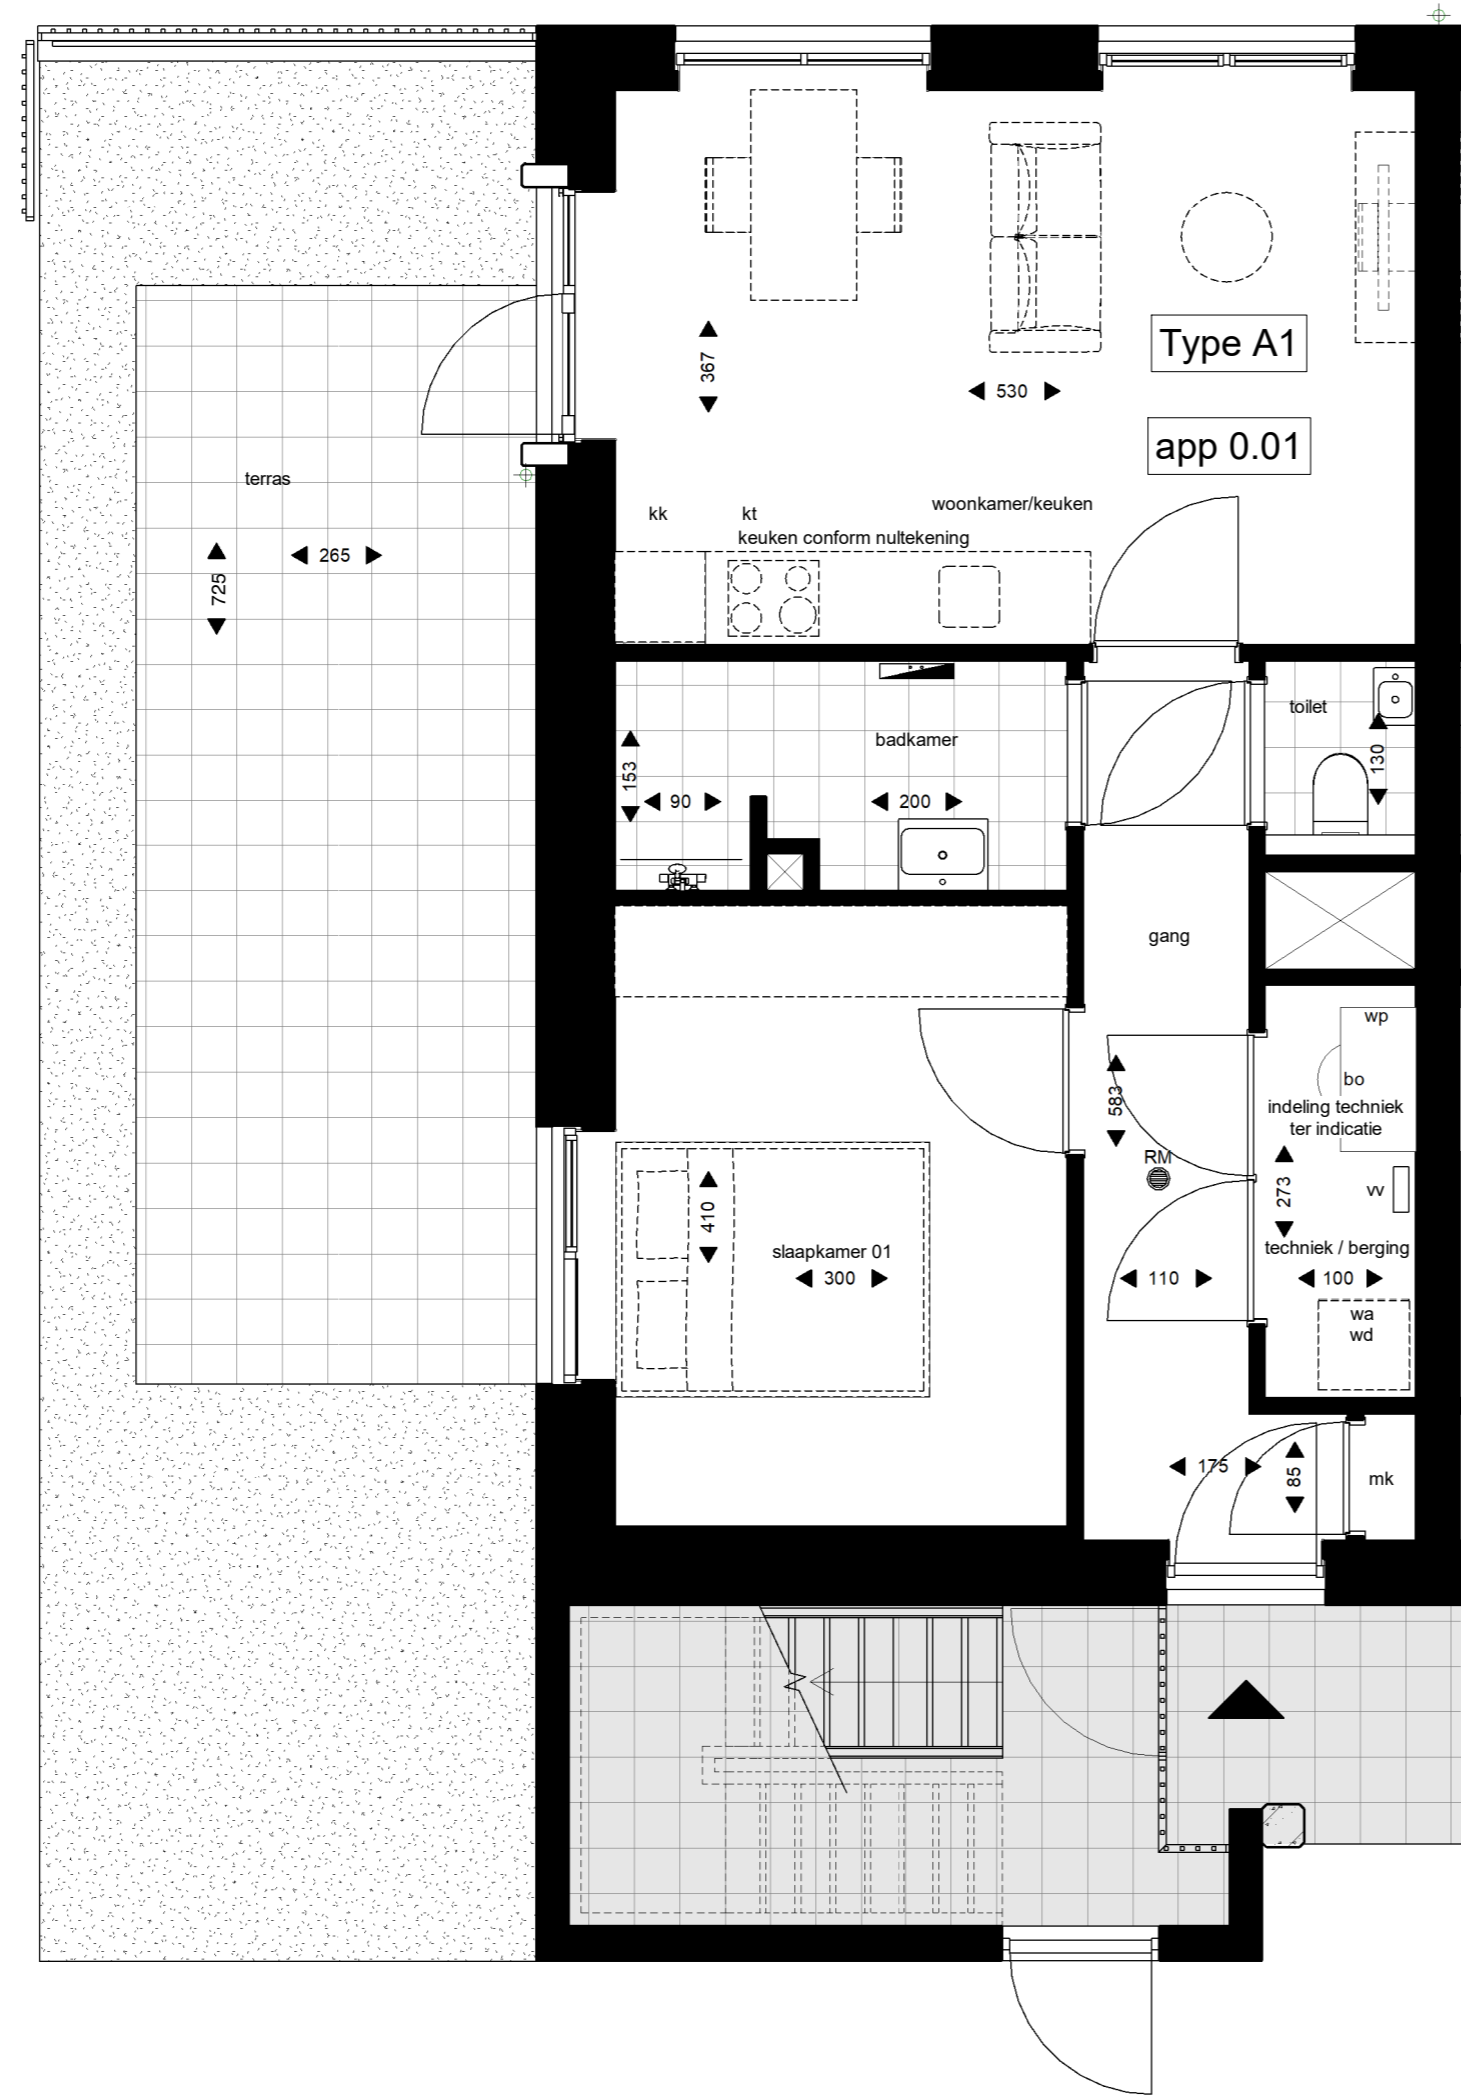 Type A1
367
530
app 0.01
terras
kk
kt
woonkamer/keuken
keuken conform nultekening
265
725
toilet
badkamer
130
153
90
200
gang
wp
bo
583
indeling techniek
ter indicatie
RM
273
vv
410
slaapkamer 01
techniek / berging
300
110
100
wa
wd
175
85
mk